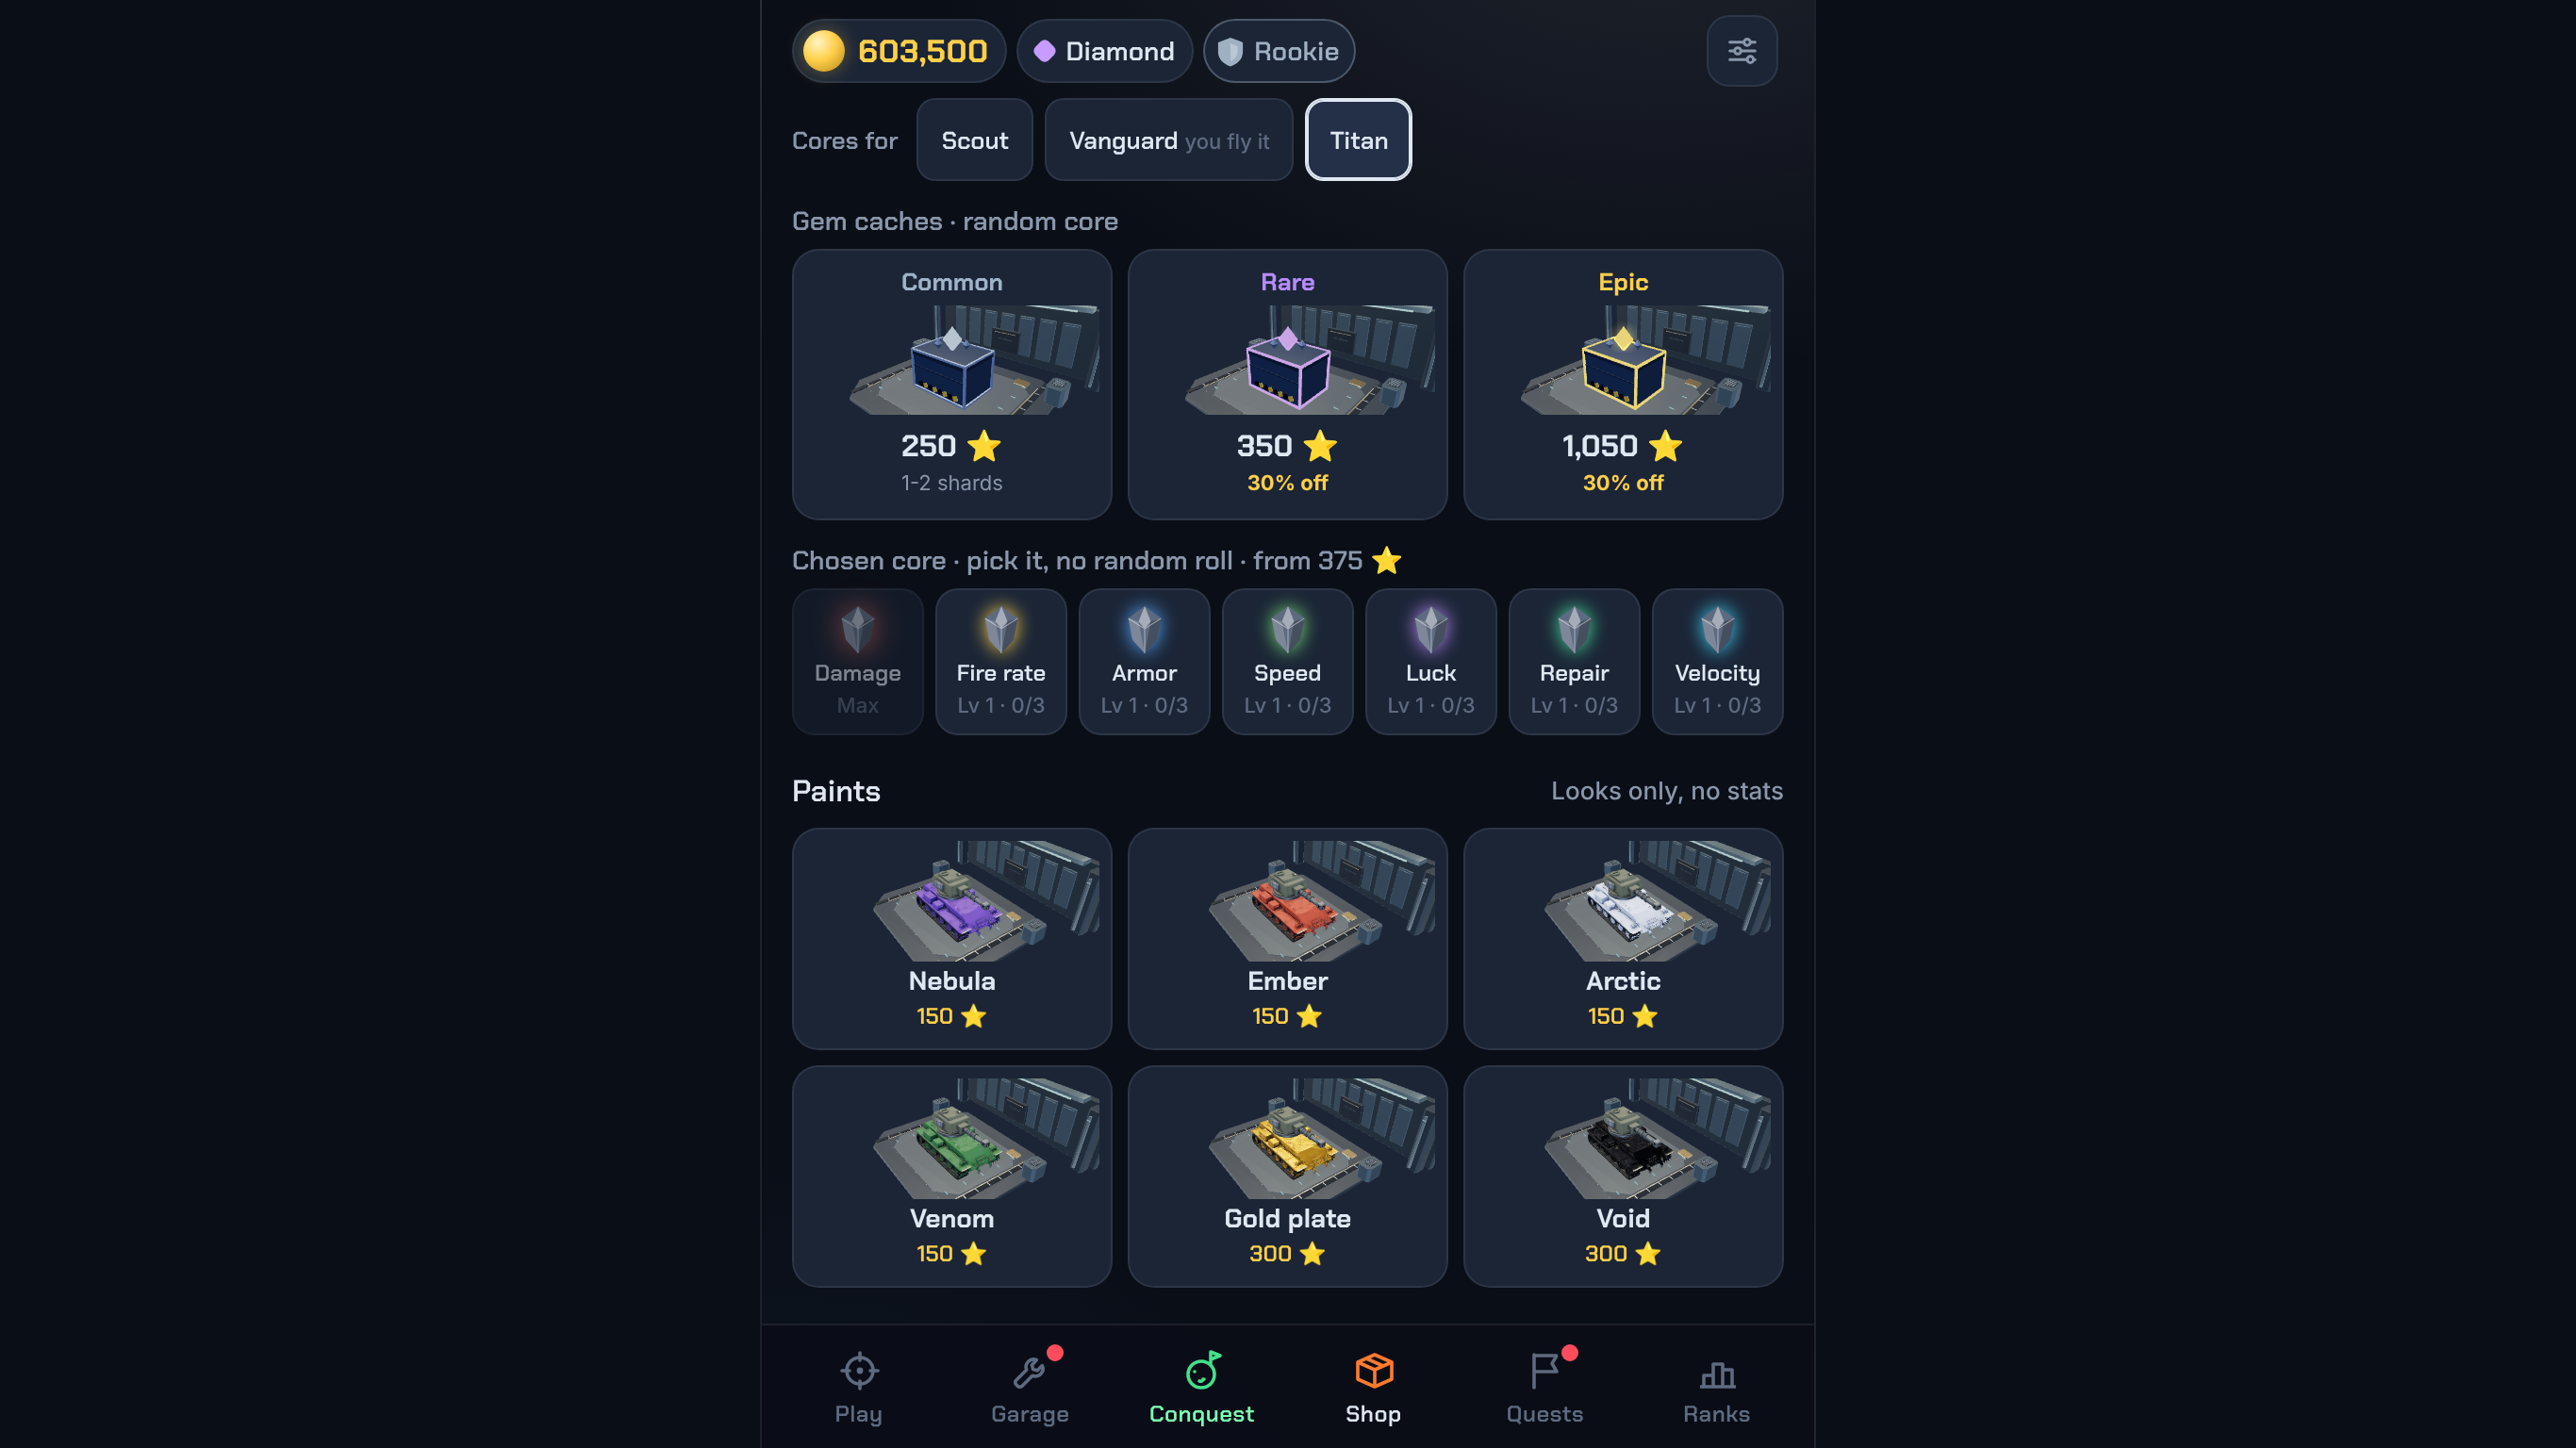 603,500 Diamond Rookie
Cores for Scout Vanguard you fly it Titan
Gem caches · random core
Common Rare Epic
250 ⭐ 350 ⭐ 1,050 ⭐
1-2 shards 30% off 30% off
Chosen core · pick it, no random roll · from 375 ⭐
Damage Fire rate Armor Speed Luck Repair Velocity
Max Lv 1 · 0/3 Lv 1 · 0/3 Lv 1 · 0/3 Lv 1 · 0/3 Lv 1 · 0/3 Lv 1 · 0/3
Paints Looks only, no stats
Nebula Ember Arctic
150 ⭐ 150 ⭐ 150 ⭐
Venom Gold plate Void
150 ⭐ 300 ⭐ 300 ⭐
Play Garage Conquest Shop Quests Ranks